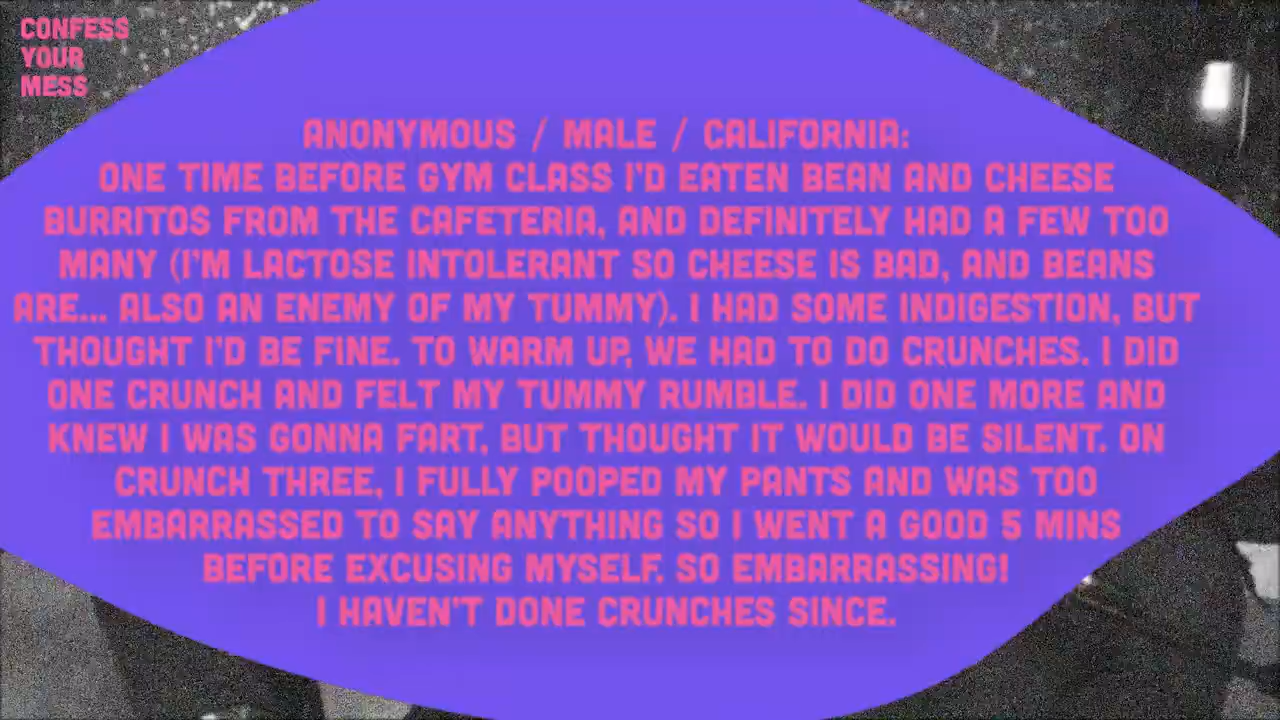 CONFESS
YOUR
MESS
ANONYMOUS / MALE / CALIFORNIA:
ONE TIME BEFORE GYM CLASS I'D EATEN BEAN AND CHEESE
BURRITOS FROM THE CAFETERIA, AND DEFINITELY HAD A FEW TOO
MANY (I'M LACTOSE INTOLERANT SO CHEESE IS BAD, AND BEANS
ARE... ALSO AN ENEMY OF MY TUMMY). I HAD SOME INDIGESTION, BUT
THOUGHT I'D BE FINE. TO WARM UP, WE HAD TO DO CRUNCHES. I DID
ONE CRUNCH AND FELT MY TUMMY RUMBLE. I DID ONE MORE AND
KNEW I WAS GONNA FART, BUT THOUGHT IT WOULD BE SILENT. ON
CRUNCH THREE, I FULLY POOPED MY PANTS AND WAS TOO
EMBARRASSED TO SAY ANYTHING SO I WENT A GOOD 5 MINS
BEFORE EXCUSING MYSELF. SO EMBARRASSING!
I HAVEN'T DONE CRUNCHES SINCE.